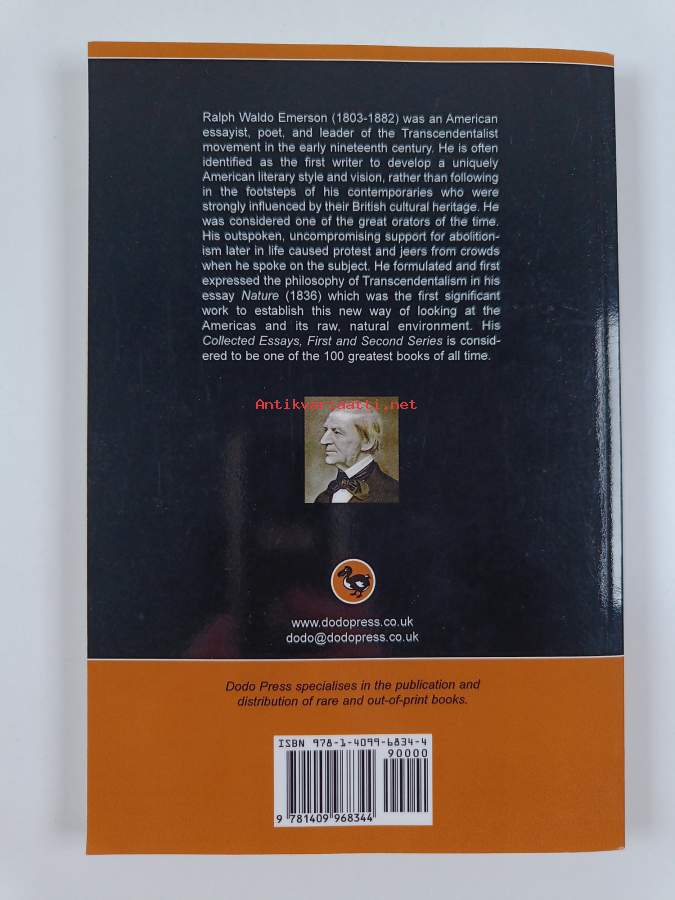 Ralph Waldo Emerson (1803-1882) was an American
essayist, poet, and leader of the Transcendentalist
movement in the early nineteenth century. He is often
identified as the first writer to develop a uniquely
American literary style and vision, rather than following
in the footsteps of his contemporaries who were
strongly influenced by their British cultural heritage. He
was considered one of the great orators of the time.
His outspoken, uncompromising support for abolition-
ism later in life caused protest and jeers from crowds
when he spoke on the subject. He formulated and first
expressed the philosophy of Transcendentalism in his
essay Nature (1836) which was the first significant
work to establish this new way of looking at the
Americas and its raw, natural environment. His
Collected Essays, First and Second Series is consid-
ered to be one of the 100 greatest books of all time.
Antikvariaatti.net
www.dodopress.co.uk
dodo@dodopress.co.uk
Dodo Press specialises in the publication and
distribution of rare and out-of-print books.
ISBN 978-1-4099-6834-4
90000
9 781409 968344